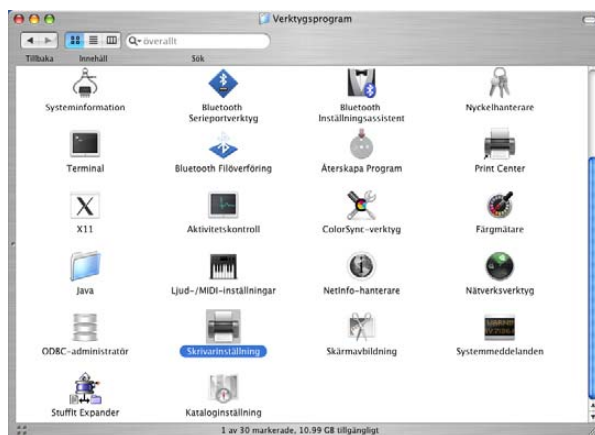 Verktygsprogram
överallt
Tillbaka Innehåll Sök
Systeminformation
Bluetooth
Serieportverktyg
Bluetooth
Inställningsassistent
Nyckelhanterare
Terminal
Bluetooth Filöverföring
Återskapa Program
Print Center
X11
Aktivitetskontroll
ColorSync-verktyg
Färgmätare
Java
Ljud-/MIDI-inställningar
NetInfo-hanterare
Nätverksverktyg
ODBC-administratör
Skrivarinställning
Skärmavbildning
Systemmeddelanden
StuffIt Expander
Kataloginställning
1 av 30 markerade, 10.99 GB tillgängligt